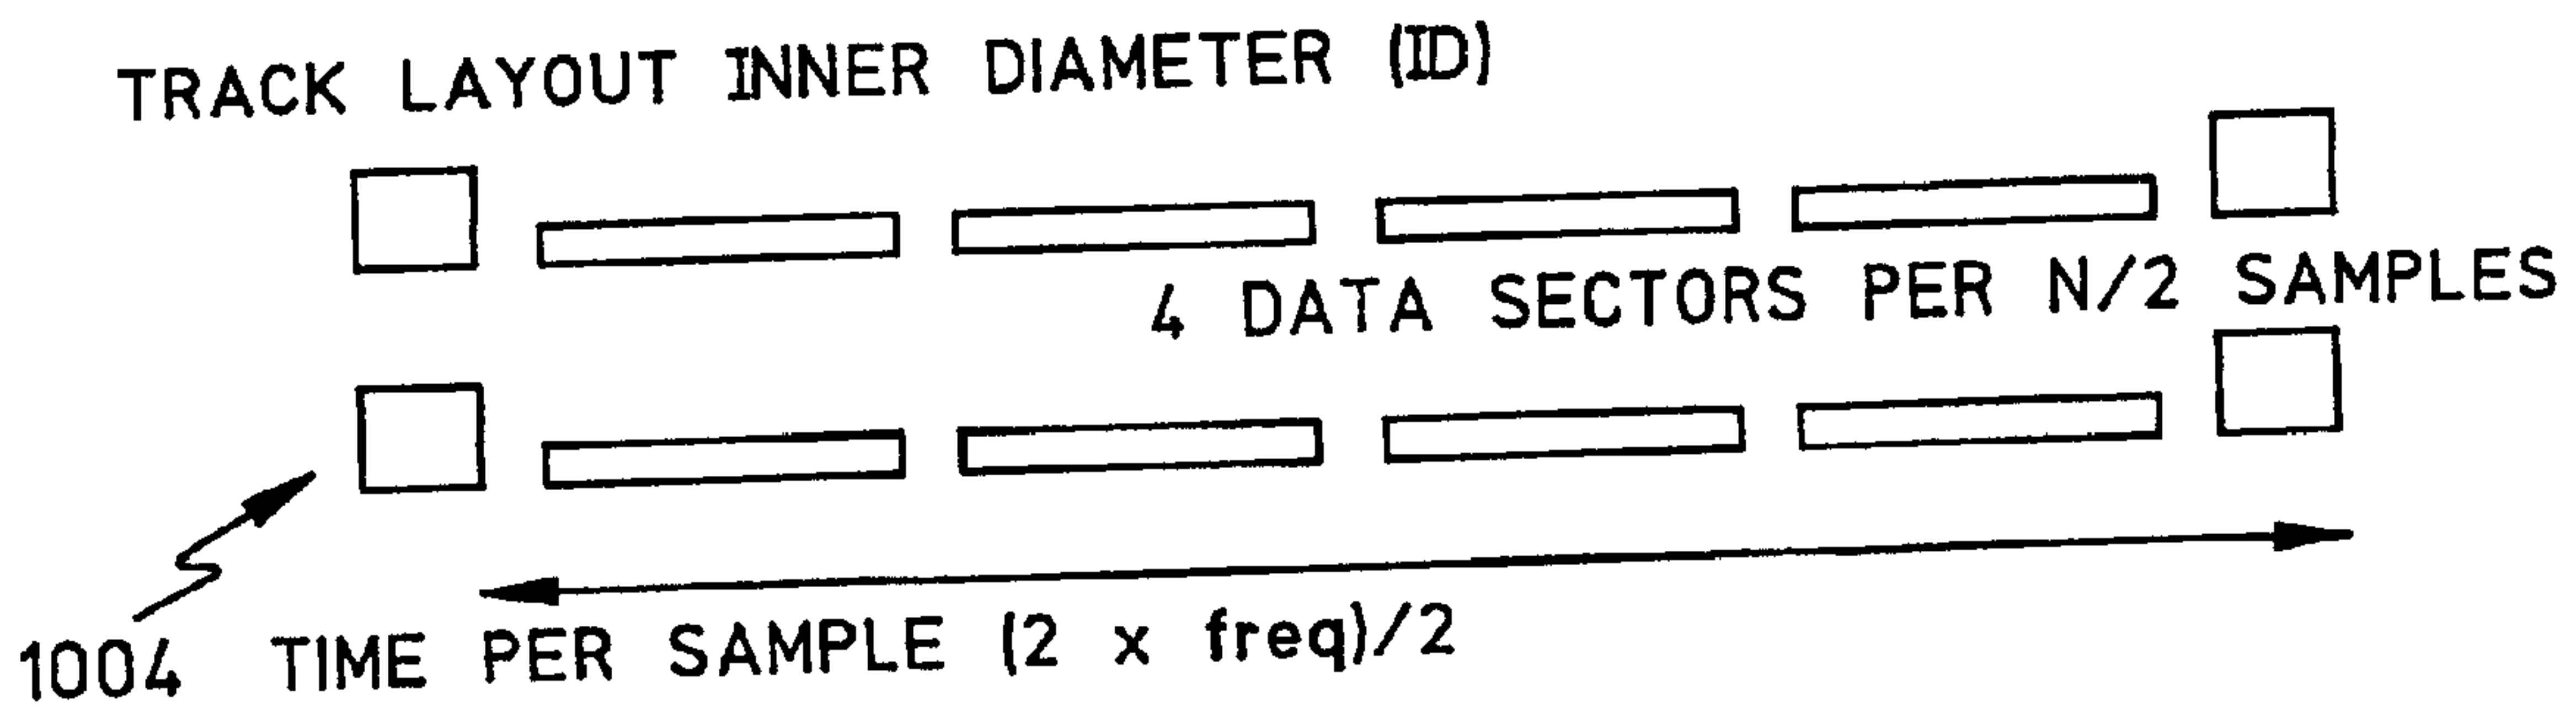 TRACK LAYOUT INNER DIAMETER (ID)
4 DATA SECTORS PER N/2 SAMPLES
1004 TIME PER SAMPLE (2 x freq)/2